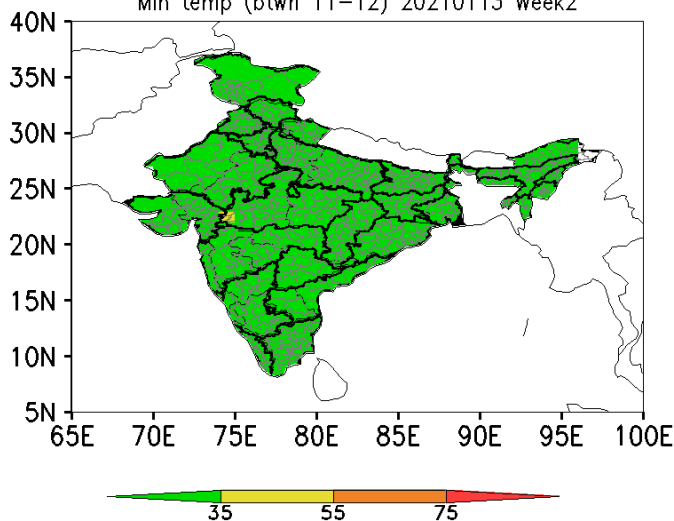 Min temp (btwn 11-12) 20210113 Week2
40N
35N
30N
25N
20N
15N
10N
5N
65E 70E 75E 80E 85E 90E 95E 100E
35 55 75